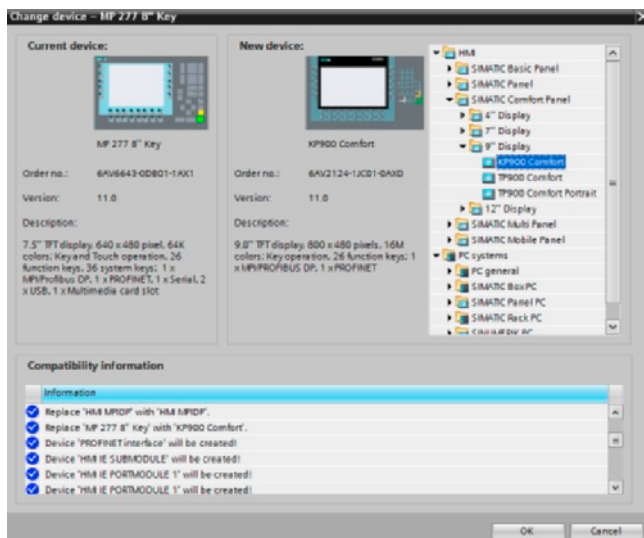 Change device – MP 277 8" Key
Current device:
MP 277 8" Key
Order no.: 6AV6643-0DB01-1AX1
Version: 11.0
Description:
7.5" TFT display, 640 x 480 pixel, 64K
colors; Key and Touch operation, 26
function keys, 36 system keys; 1 x
MPI/Profibus DP, 1 x PROFINET, 1 x Serial, 2
x USB, 1 x Multimedia card slot
New device:
KP900 Comfort
Order no.: 6AV2124-1JC01-0AX0
Version: 11.0
Description:
9.0" TFT display, 800 x 480 pixels, 16M
colors; Key operation, 26 function keys; 1
x MPI/PROFIBUS DP, 1 x PROFINET
HMI
SIMATIC Basic Panel
SIMATIC Panel
SIMATIC Comfort Panel
4" Display
7" Display
9" Display
KP900 Comfort
TP900 Comfort
TP900 Comfort Portrait
12" Display
SIMATIC Multi Panel
SIMATIC Mobile Panel
PC systems
PC general
SIMATIC Box PC
SIMATIC Panel PC
SIMATIC Rack PC
SINUMERIK PC
Compatibility information
Information
Replace 'HMI MPIDP' with 'HMI MPIDP'.
Replace 'MP 277 8" Key' with 'KP900 Comfort'.
Device 'PROFINET interface' will be created!
Device 'HMI IE SUBMODULE' will be created!
Device 'HMI IE PORTMODULE 1' will be created!
Device 'HMI IE PORTMODULE 1' will be created!
OK Cancel